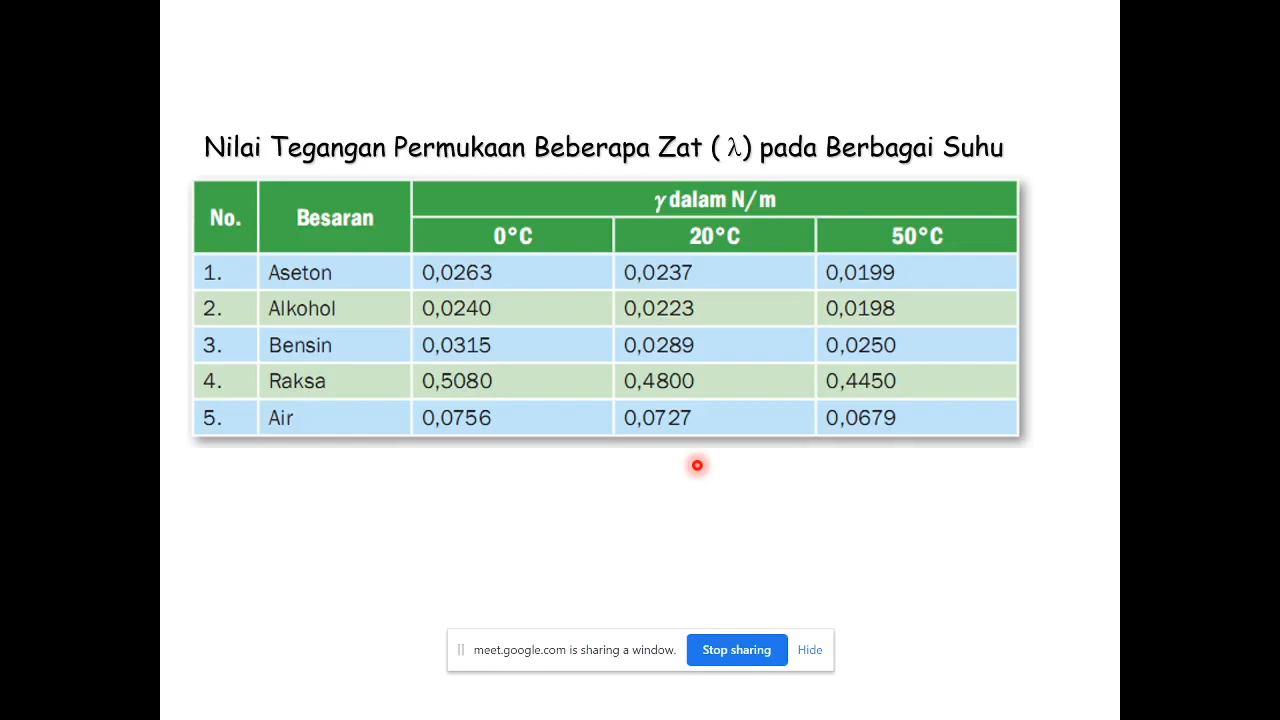 Nilai Tegangan Permukaan Beberapa Zat ( λ) pada Berbagai Suhu
No. Besaran γ dalam N/m
0°C 20°C 50°C
1. Aseton 0,0263 0,0237 0,0199
2. Alkohol 0,0240 0,0223 0,0198
3. Bensin 0,0315 0,0289 0,0250
4. Raksa 0,5080 0,4800 0,4450
5. Air 0,0756 0,0727 0,0679
meet.google.com is sharing a window. Stop sharing Hide